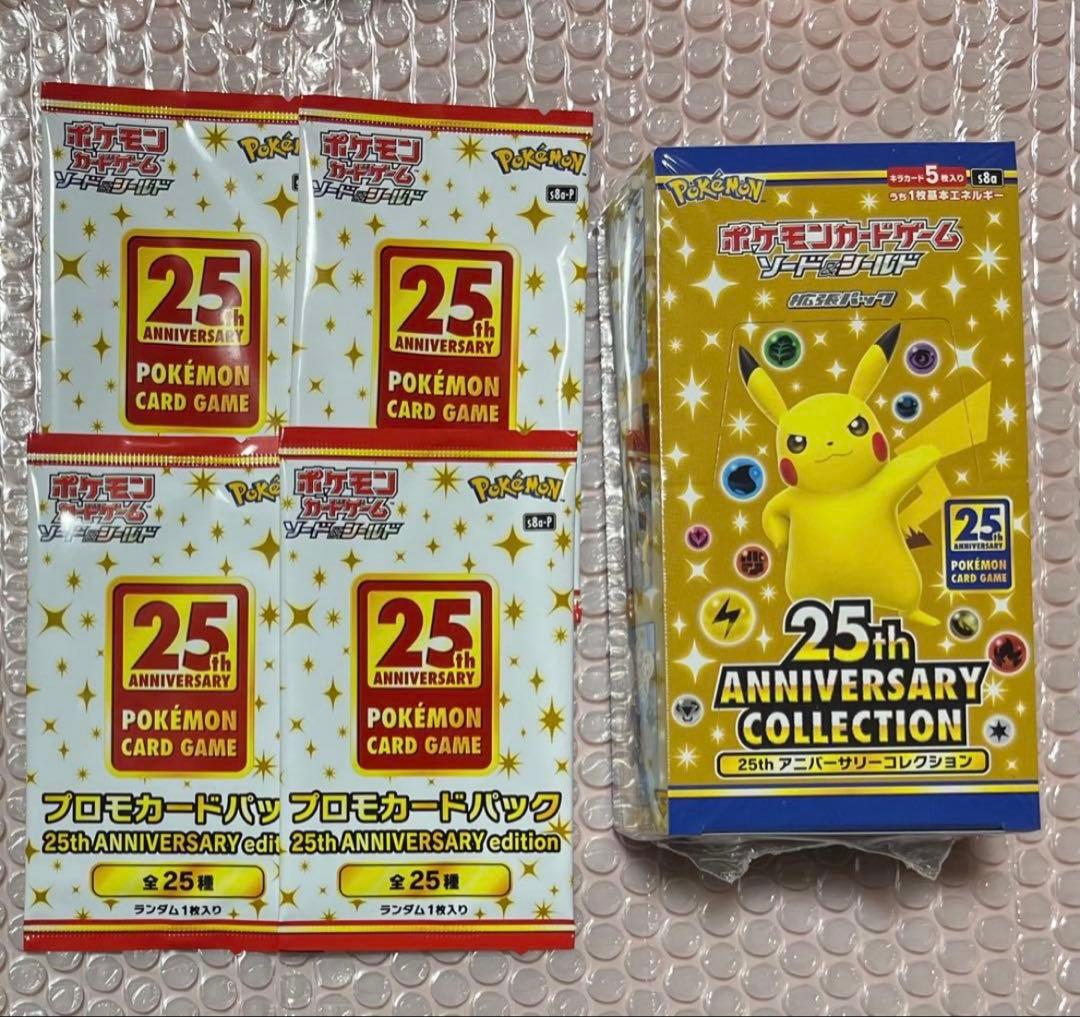 ポケモン
カードゲーム
ソード&シールド
Poké
25th
ANNIVERSARY
POKÉMON
CARD GAME
ポケモン
カードゲーム
ソード&シールド
POKÉMON
s8a-P
25th
ANNIVERSARY
POKÉMON
CARD GAME
ポケモン
カードゲーム
ソード&シールド
Poké
25th
ANNIVERSARY
POKÉMON
CARD GAME
プロモカードパッ
25th ANNIVERSARY edit
全25種
ランダム1枚入り
ポケモン
カードゲーム
ソード&シールド
POKÉMON
s8a-P
25th
ANNIVERSARY
POKÉMON
CARD GAME
プロモカードパック
25th ANNIVERSARY edition
全25種
ランダム1枚入り
POKÉMON
キラカード5枚入り s8a
うち1枚基本エネルギー
ポケモンカードゲーム
ソード&シールド
拡張パック
25th
ANNIVERSARY
POKÉMON
CARD GAME
25th
ANNIVERSARY
COLLECTION
25th アニバーサリーコレクション